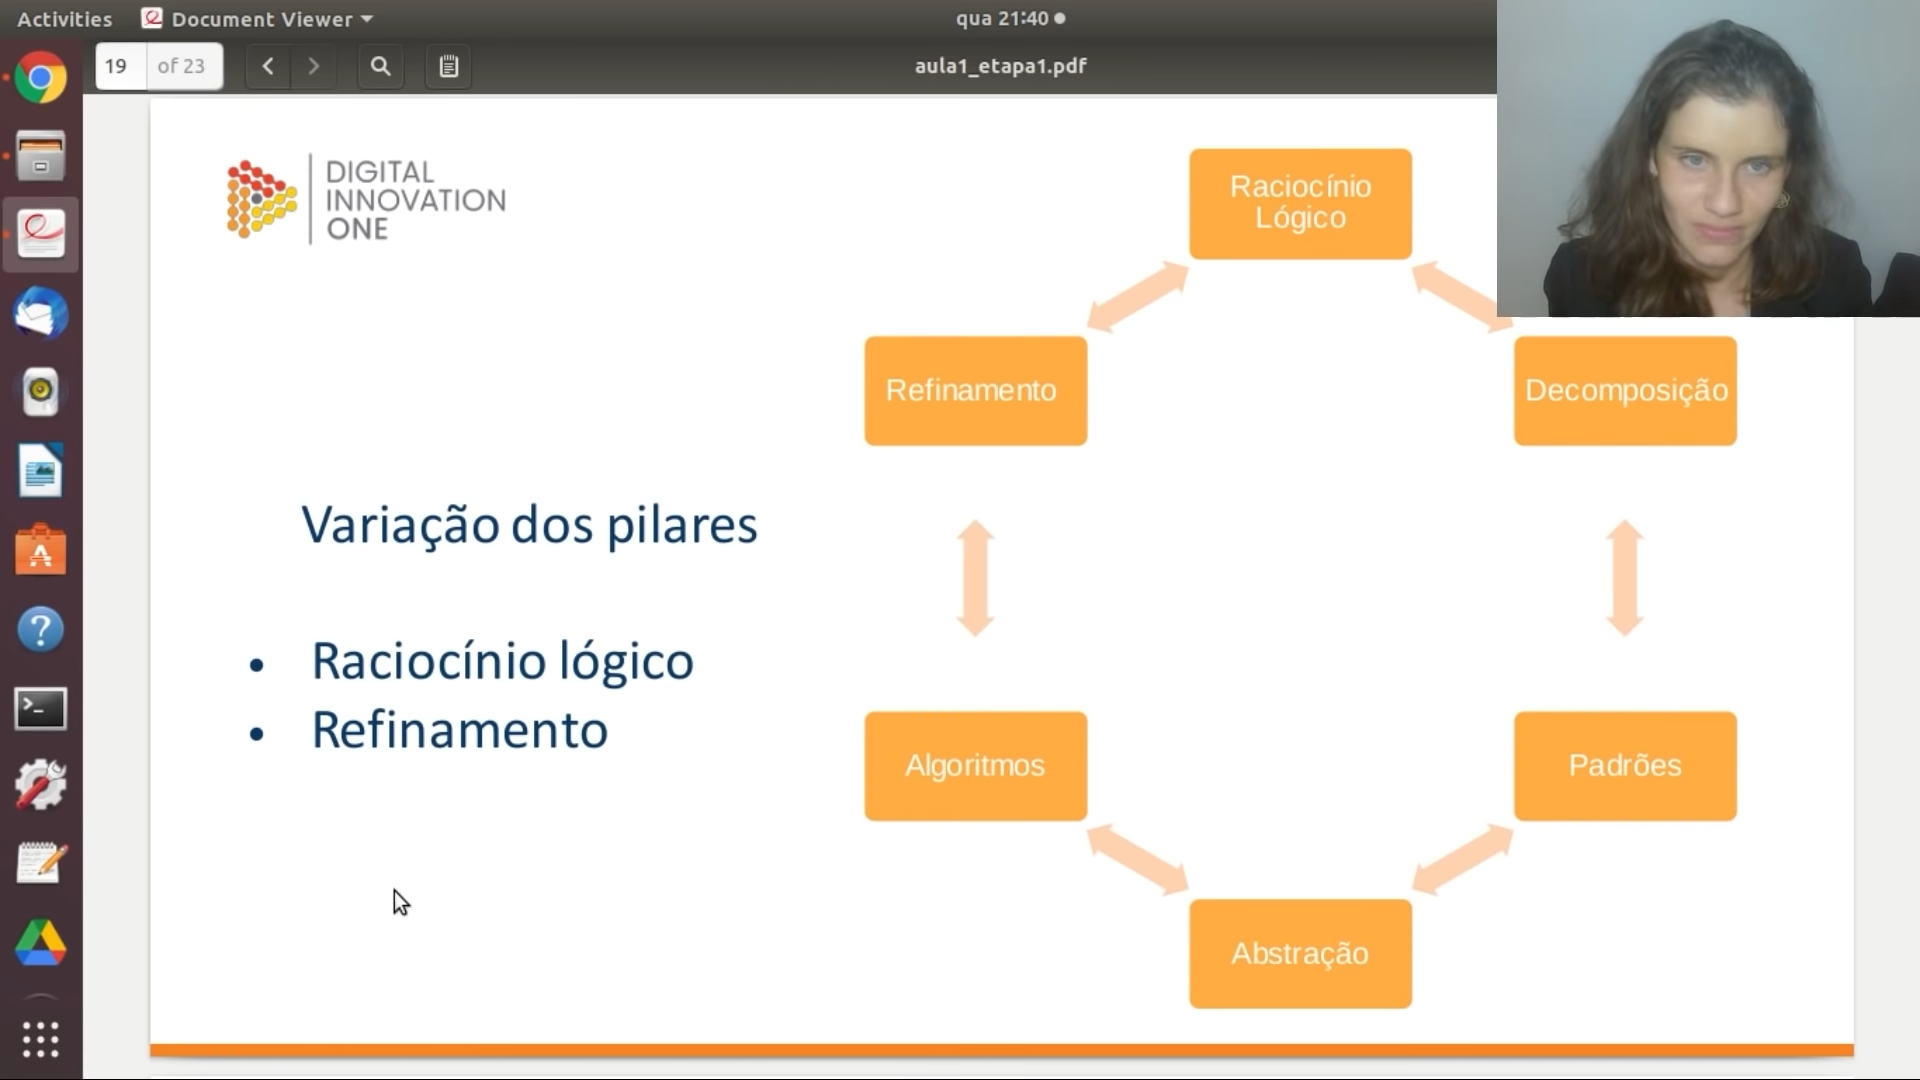 Activities
Document Viewer
qua 21:40
19
of 23
aula1_etapa1.pdf
DIGITAL
INNOVATION
ONE
Raciocínio
Lógico
Refinamento
Decomposição
Variação dos pilares
• Raciocínio lógico
• Refinamento
Algoritmos
Padrões
Abstração